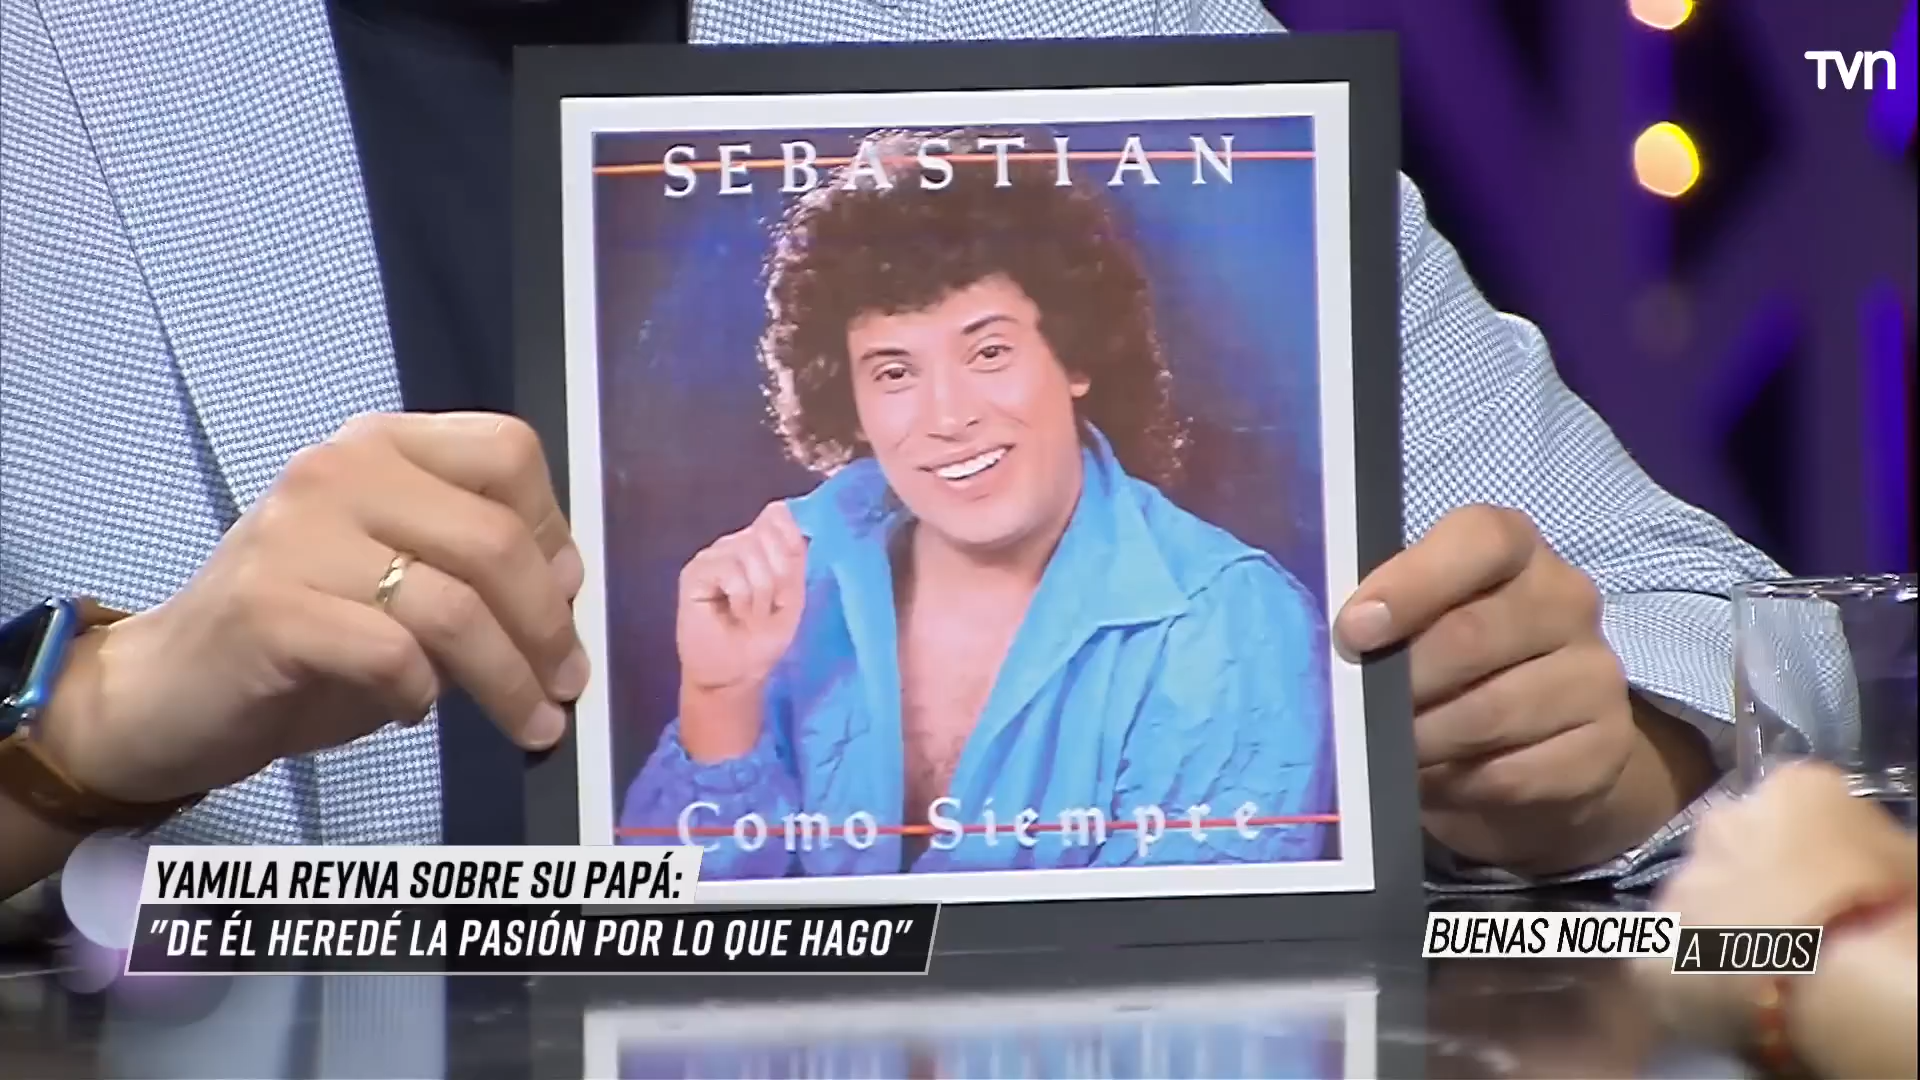 TVN
SEBASTIAN
Como Siempre
YAMILA REYNA SOBRE SU PAPÁ:
"DE ÉL HEREDÉ LA PASIÓN POR LO QUE HAGO"
BUENAS NOCHES
A TODOS